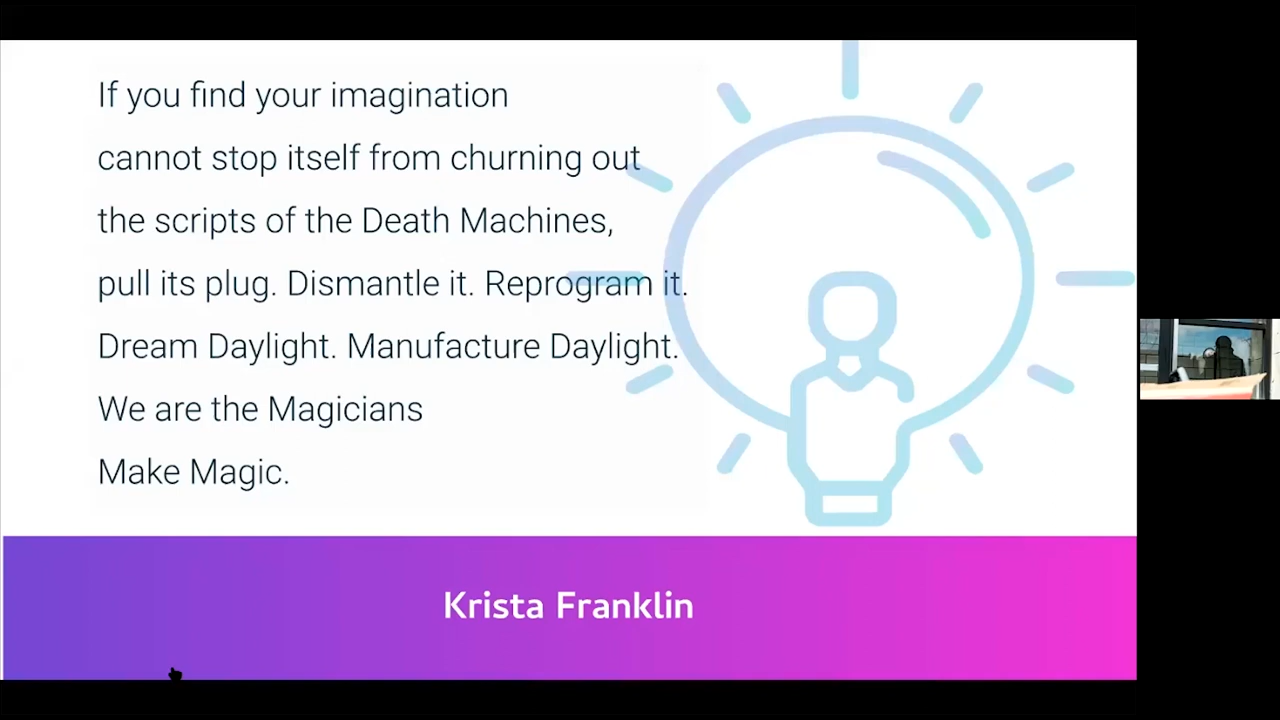 If you find your imagination
cannot stop itself from churning out
the scripts of the Death Machines,
pull its plug. Dismantle it. Reprogram it.
Dream Daylight. Manufacture Daylight.
We are the Magicians
Make Magic.
Krista Franklin